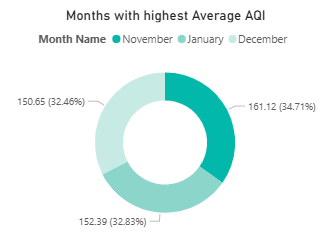 Months with highest Average AQI
Month Name November January December
150.65 (32.46%)
161.12 (34.71%)
152.39 (32.83%)